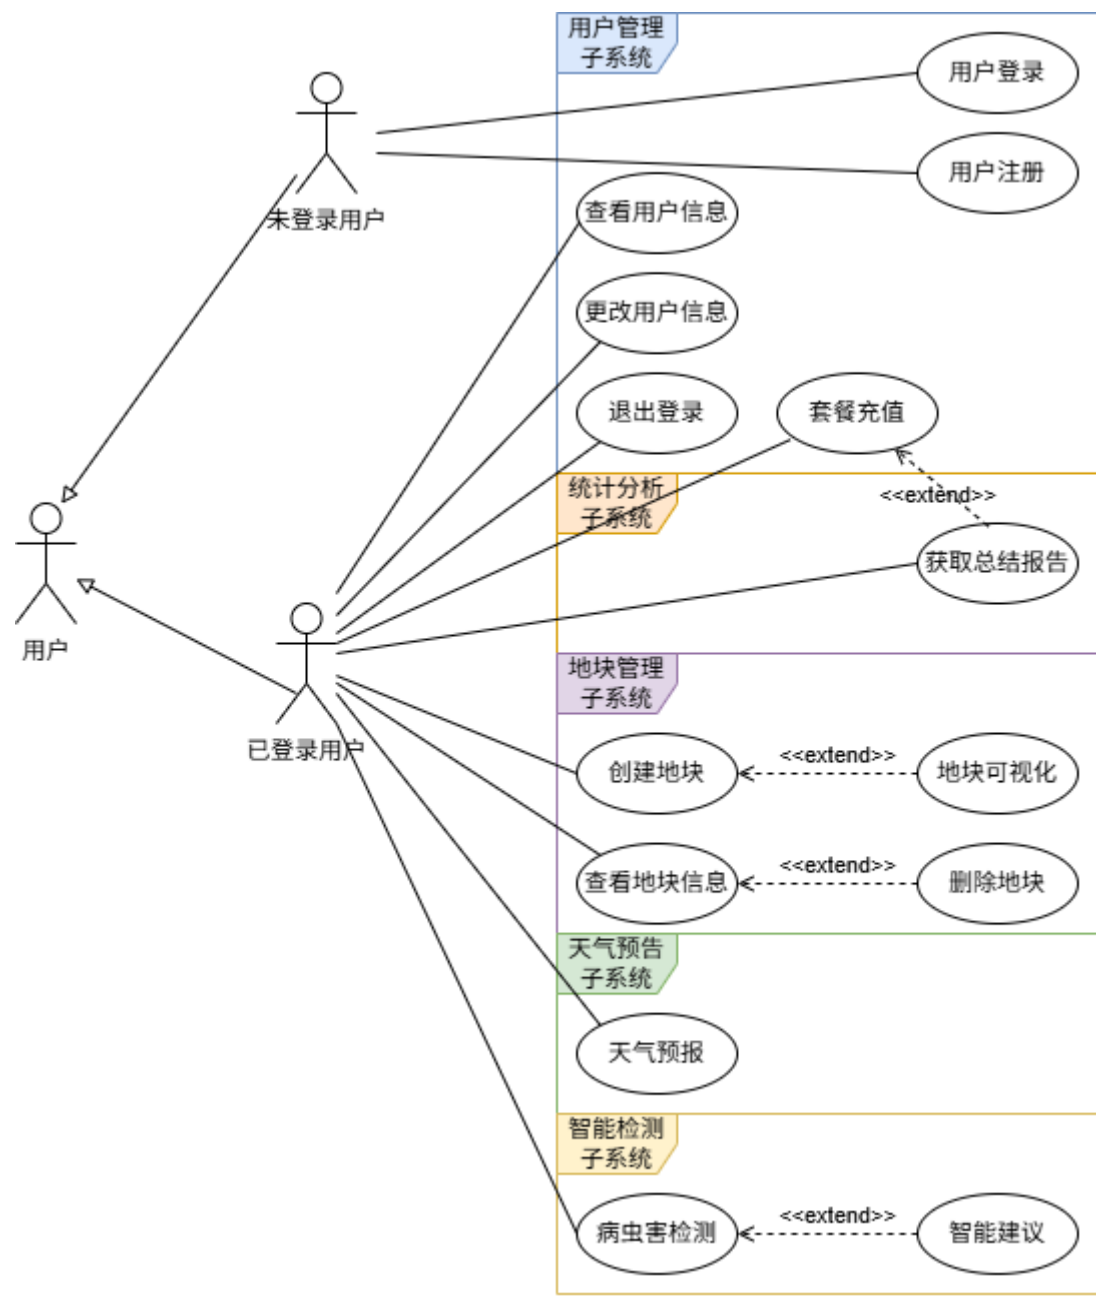 用户管理
子系统
用户登录
用户注册
未登录用户
查看用户信息
更改用户信息
退出登录
套餐充值
统计分析
子系统
<<extend>>
获取总结报告
用户
地块管理
子系统
已登录用户
创建地块
<<extend>>
地块可视化
查看地块信息
<<extend>>
删除地块
天气预告
子系统
天气预报
智能检测
子系统
病虫害检测
<<extend>>
智能建议